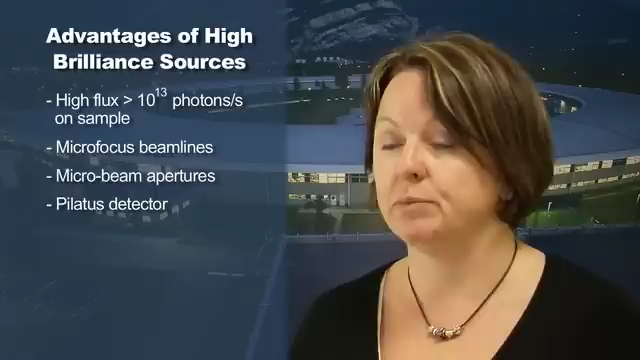 Advantages of High
Brilliance Sources
- High flux > 10¹³ photons/s
on sample
- Microfocus beamlines
- Micro-beam apertures
- Pilatus detector